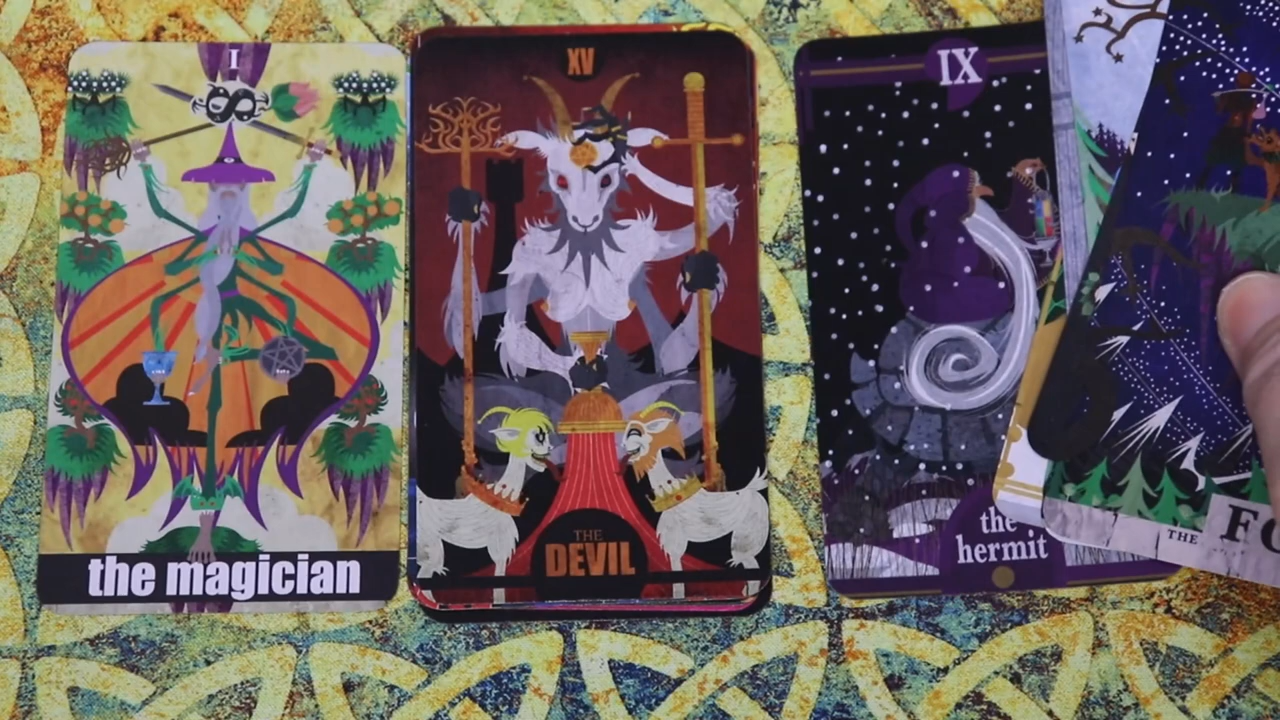 I
the magician
XV
THE
DEVIL
IX
the
hermit
THE